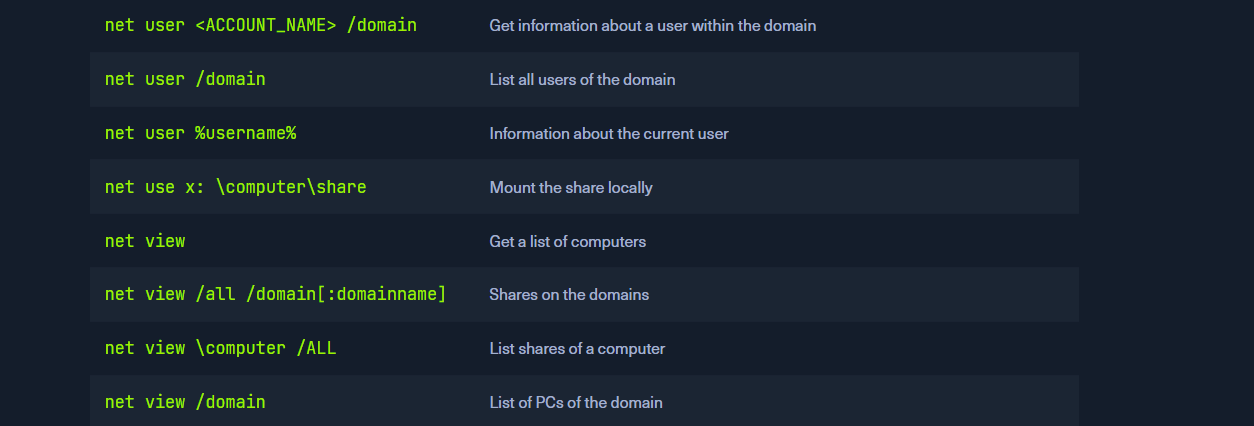 net user <ACCOUNT_NAME> /domain Get information about a user within the domain
net user /domain List all users of the domain
net user %username% Information about the current user
net use x: \computer\share Mount the share locally
net view Get a list of computers
net view /all /domain[:domainname] Shares on the domains
net view \computer /ALL List shares of a computer
net view /domain List of PCs of the domain